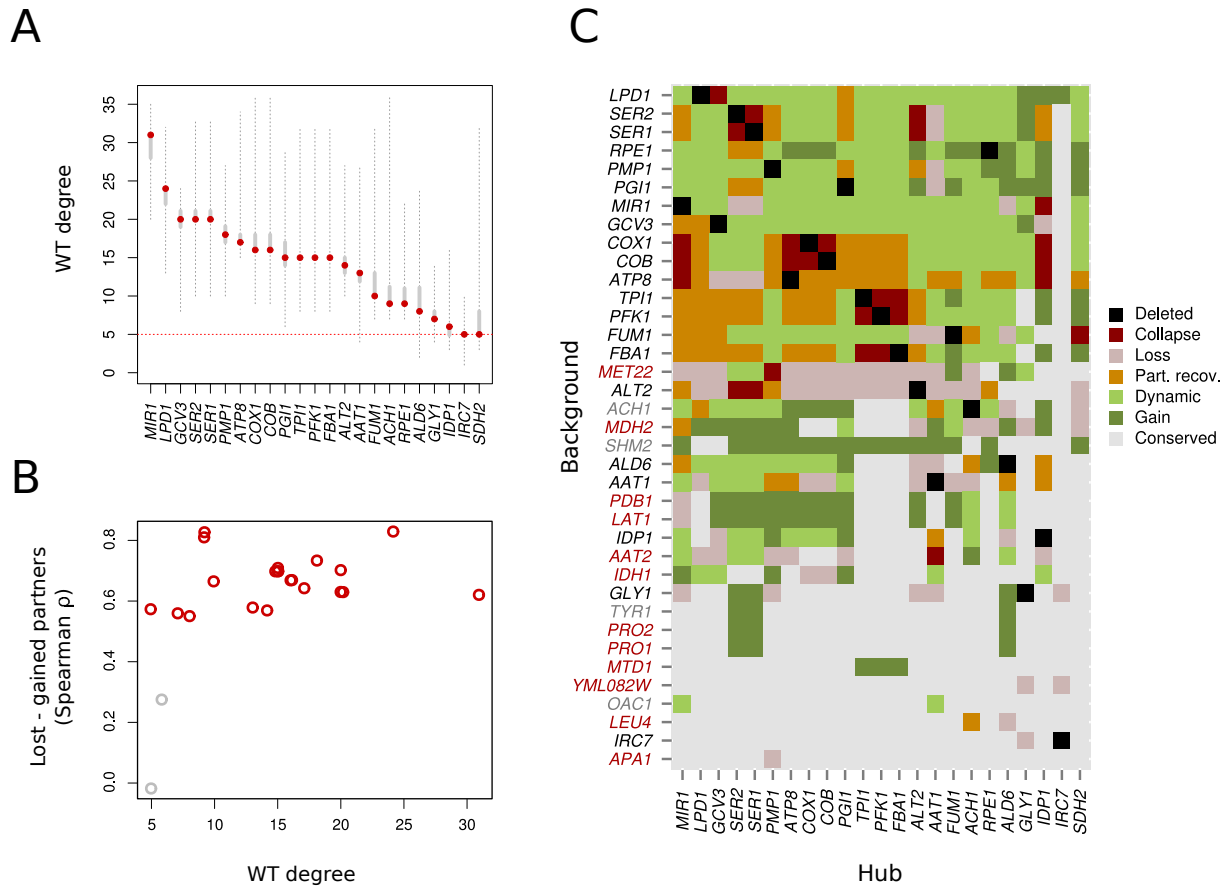 A
WT degree
35
30
25
20
15
10
5
0
MIR1
LPD1
GCV3
SER2
SER1
PMP1
ATP8
COX1
COB
PGI1
TPI1
PFK1
FBA1
ALT2
AAT1
FUM1
ACH1
RPE1
ALD6
GLY1
IDP1
IRC7
SDH2
B
Lost - gained partners
(Spearman ρ)
0.8
0.6
0.4
0.2
0.0
5
10
15
20
25
30
WT degree
C
Background
LPD1
SER2
SER1
RPE1
PMP1
PGI1
MIR1
GCV3
COX1
COB
ATP8
TPI1
PFK1
FUM1
FBA1
MET22
ALT2
ACH1
MDH2
SHM2
ALD6
AAT1
PDB1
LAT1
IDP1
AAT2
IDH1
GLY1
TYR1
PRO2
PRO1
MTD1
YML082W
OAC1
LEU4
IRC7
APA1
MIR1
LPD1
GCV3
SER2
SER1
PMP1
ATP8
COX1
COB
PGI1
TPI1
PFK1
FBA1
ALT2
AAT1
FUM1
ACH1
RPE1
ALD6
GLY1
IDP1
IRC7
SDH2
Hub
Deleted
Collapse
Loss
Part. recov.
Dynamic
Gain
Conserved